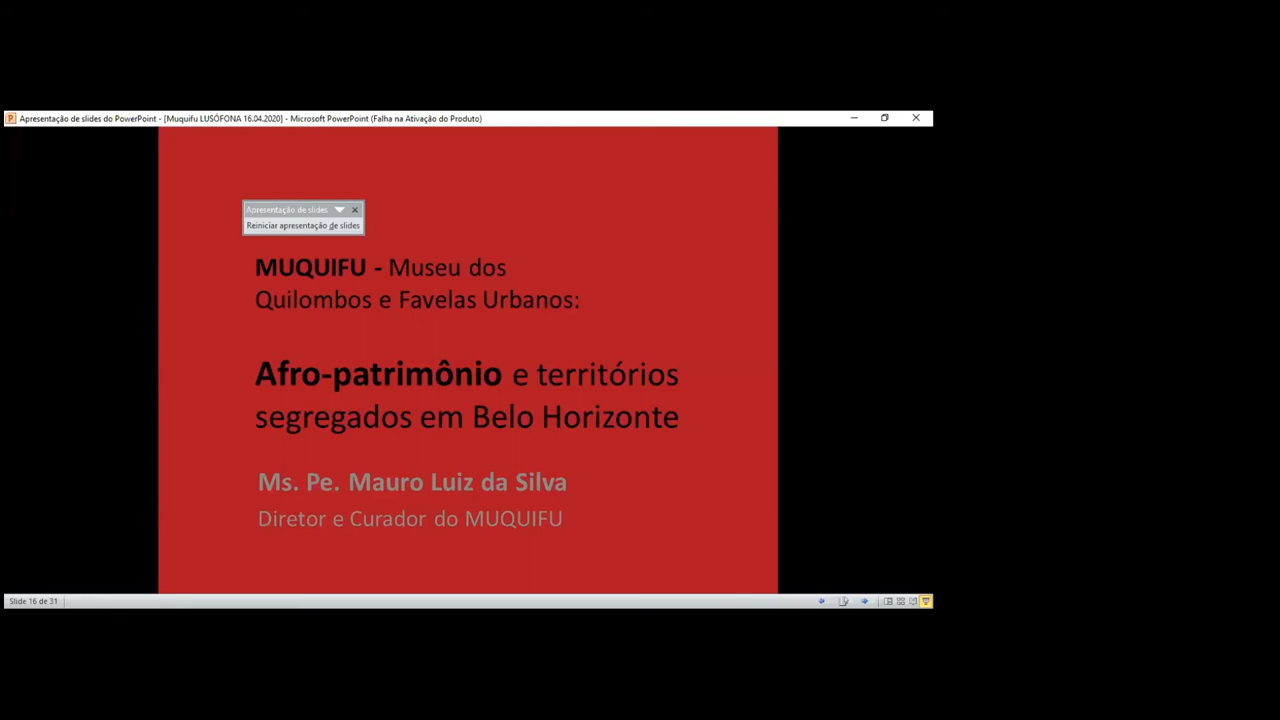 Apresentação de slides do PowerPoint - [Muquifu LUSÓFONA 16.04.2020] - Microsoft PowerPoint (Falha na Ativação do Produto)
Apresentação de slides
Reiniciar apresentação de slides
MUQUIFU - Museu dos
Quilombos e Favelas Urbanos:
Afro-patrimônio e territórios
segregados em Belo Horizonte
Ms. Pe. Mauro Luiz da Silva
Diretor e Curador do MUQUIFU
Slide 16 de 31